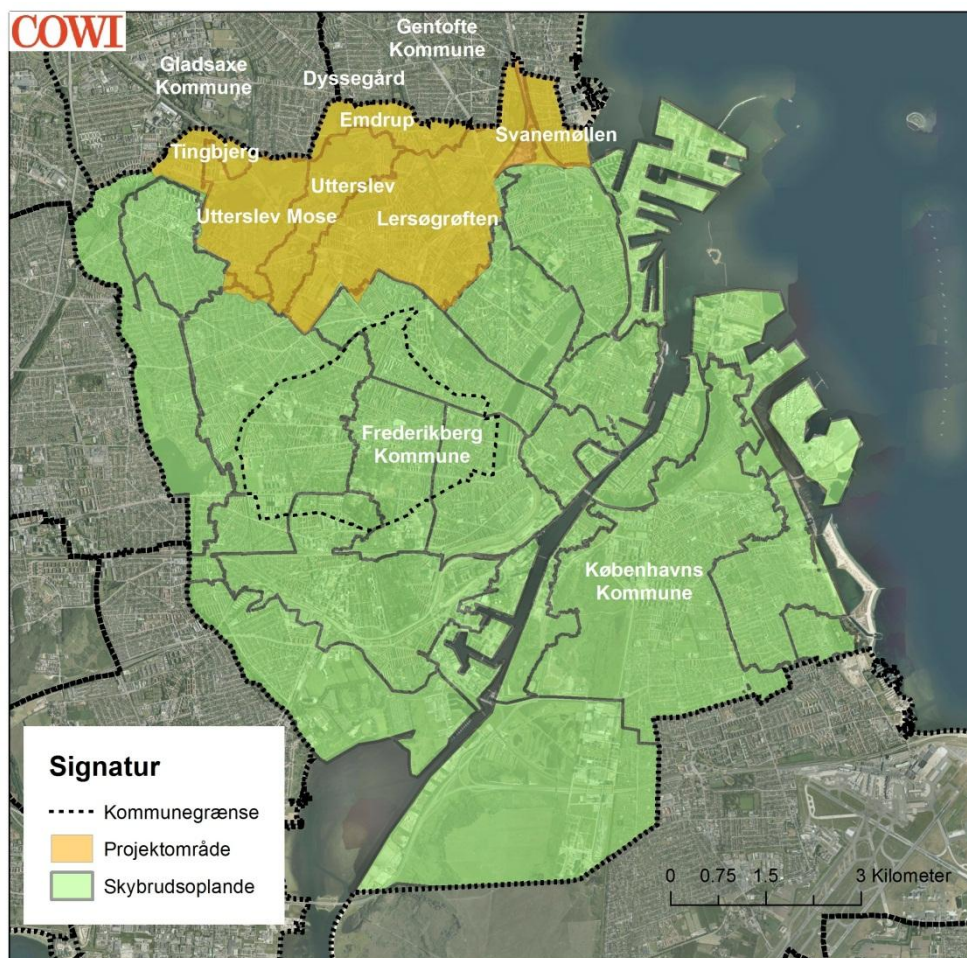 COWI
Gentofte
Kommune
Gladsaxe
Kommune
Dyssegård
Emdrup
Svanemøllen
Tingbjerg
Utterslev
Utterslev Mose
Lersøgrøften
Frederikberg
Kommune
Københavns
Kommune
Signatur
Kommunegrænse
Projektområde
Skybrudsoplande
0 0.75 1.5 3 Kilometer